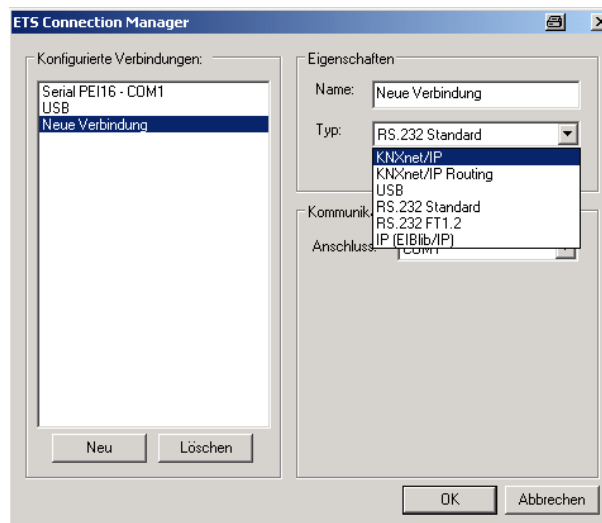 ETS Connection Manager
Konfigurierte Verbindungen:
Serial PEI16 - COM1
USB
Neue Verbindung
Neu
Löschen
Eigenschaften
Name:
Neue Verbindung
Typ:
RS.232 Standard
KNXnet/IP
KNXnet/IP Routing
USB
RS.232 Standard
RS.232 FT1.2
IP (EIBlib/IP)
Anschluss:
COM1
OK
Abbrechen